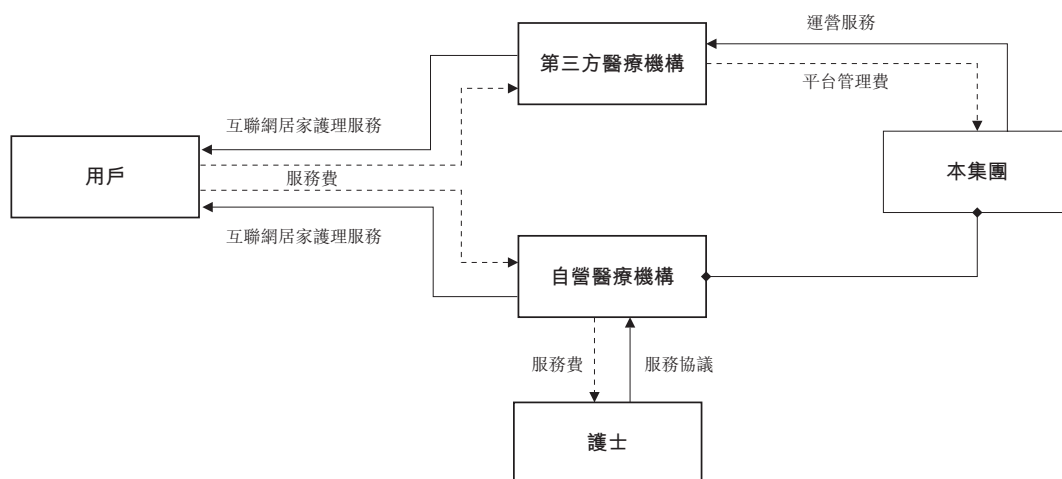 運營服務
第三方醫療機構
平台管理費
互聯網居家護理服務
用戶
本集團
服務費
互聯網居家護理服務
自營醫療機構
服務費
服務協議
護士